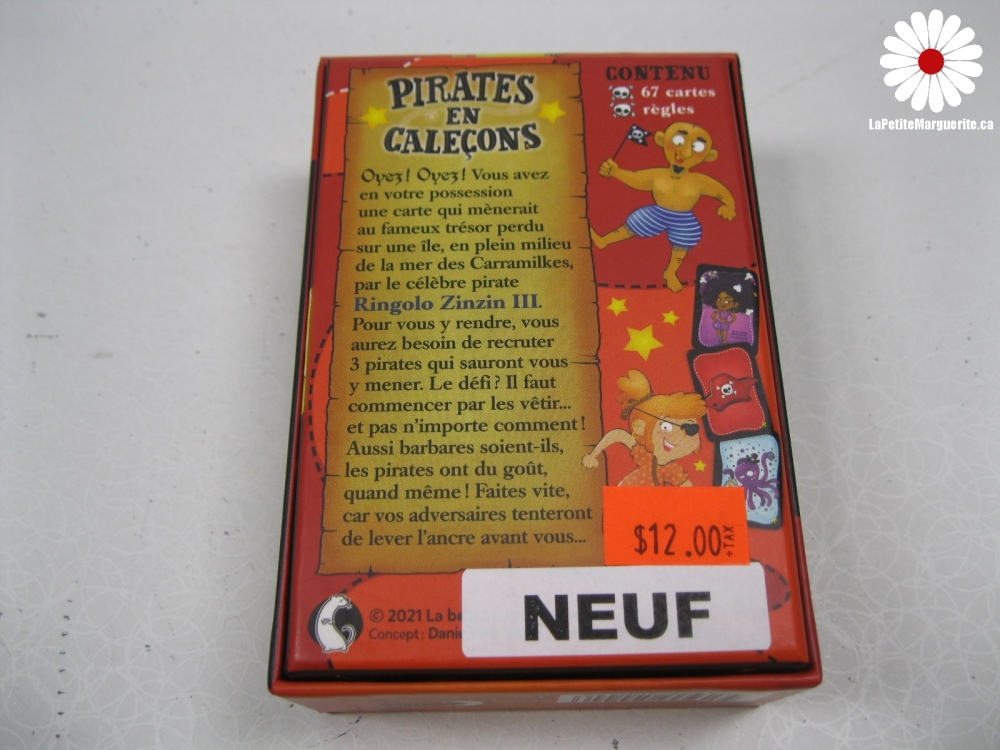 PIRATES
EN
CALEÇONS
Oyez! Oyez! Vous avez
en votre possession
une carte qui mènerait
au fameux trésor perdu
sur une île, en plein milieu
de la mer des Carramilkes,
par le célèbre pirate
Ringolo Zinzin III.
Pour vous y rendre, vous
aurez besoin de recruter
3 pirates qui sauront vous
y mener. Le défi? Il faut
commencer par les vêtir...
et pas n'importe comment!
Aussi barbares soient-ils,
les pirates ont du goût,
quand même! Faites vite,
car vos adversaires tenteront
de lever l'ancre avant vous...
CONTENU
67 cartes
règles
$12.00 +TAX
NEUF
© 2021 La
Concept:
LaPetiteMarguerite.ca